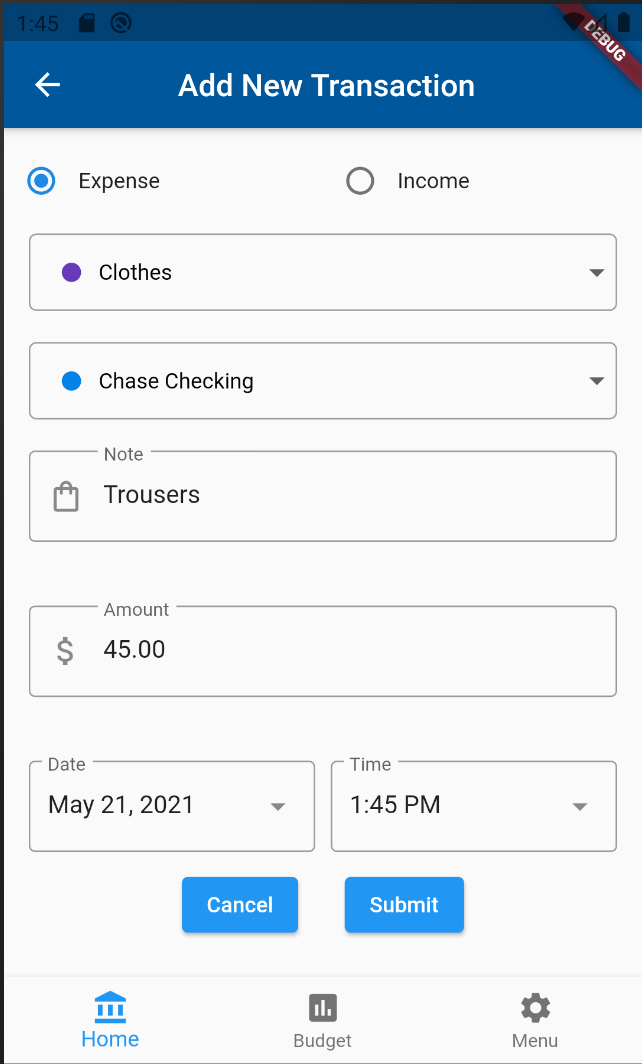 1:45
DEBUG
Add New Transaction
Expense Income
Clothes
Chase Checking
Note
Trousers
Amount
$ 45.00
Date Time
May 21, 2021 1:45 PM
Cancel Submit
Home Budget Menu